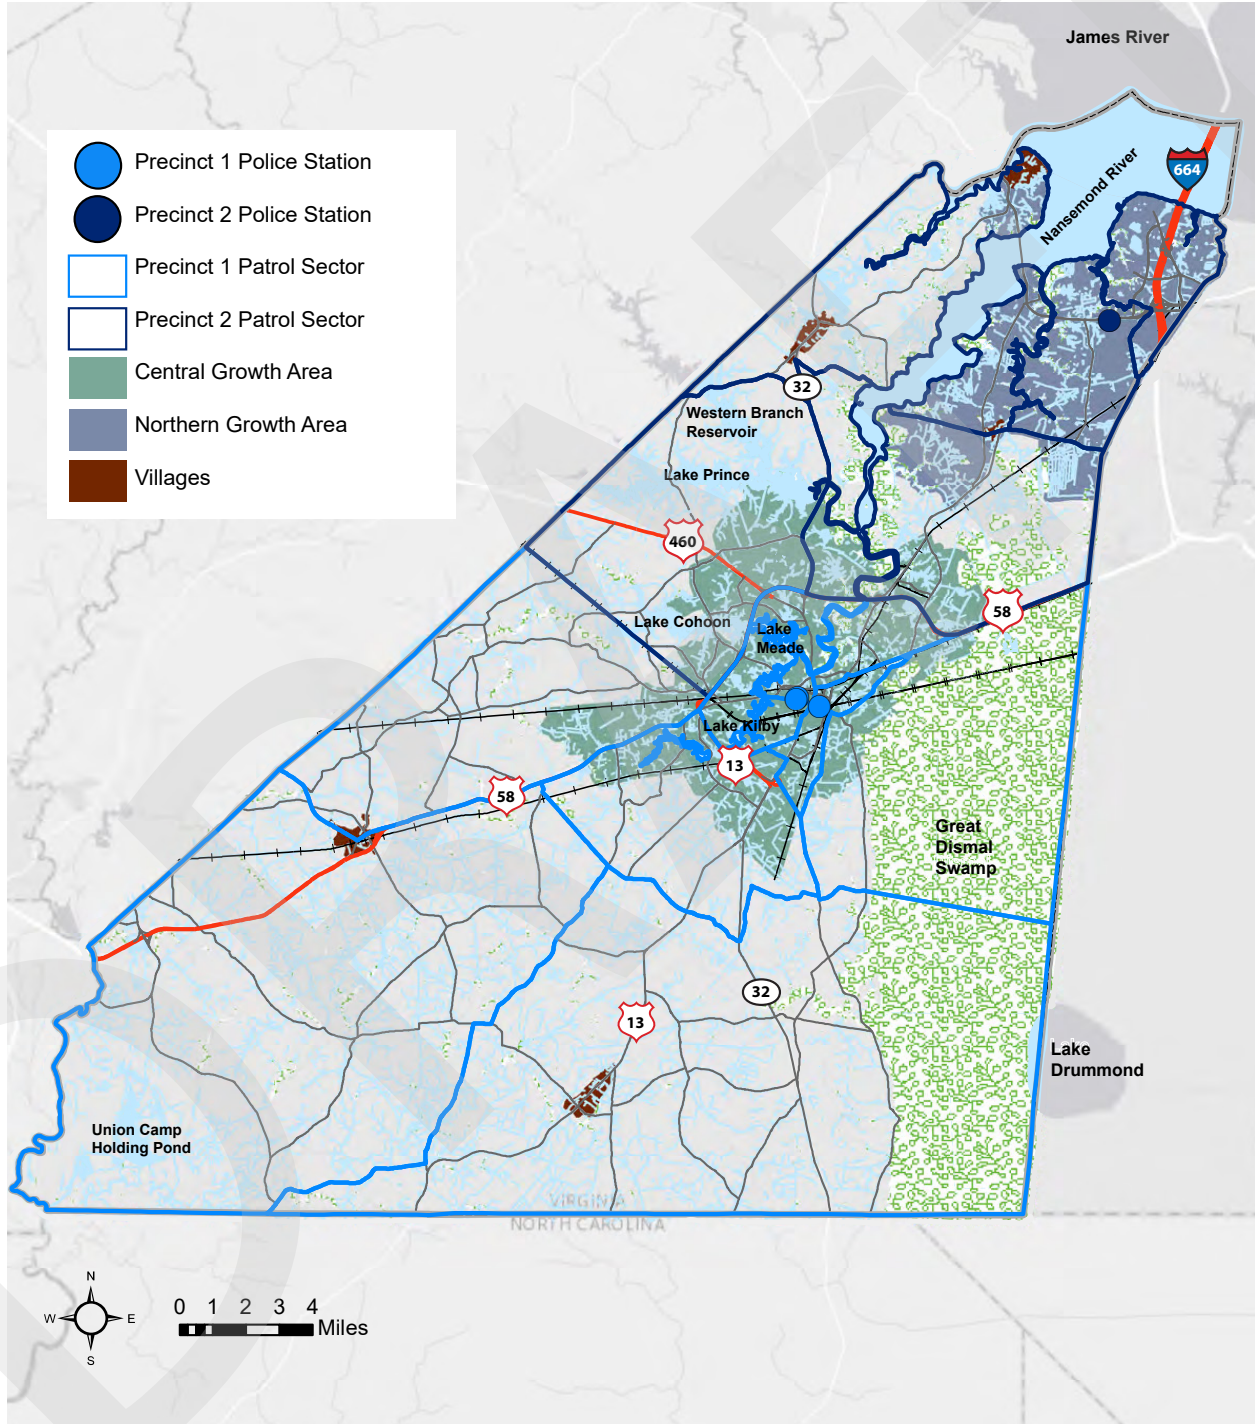 James River
Precinct 1 Police Station
Precinct 2 Police Station
Precinct 1 Patrol Sector
Precinct 2 Patrol Sector
Central Growth Area
Northern Growth Area
Villages
664
Nansemond River
32
Western Branch
Reservoir
Lake Prince
460
58
Lake Cohoon
Lake
Meade
Lake Kilby
13
58
Great
Dismal
Swamp
32
13
Lake
Drummond
Union Camp
Holding Pond
VIRGINIA
NORTH CAROLINA
N
W E
S
0 1 2 3 4
Miles
DRAFT